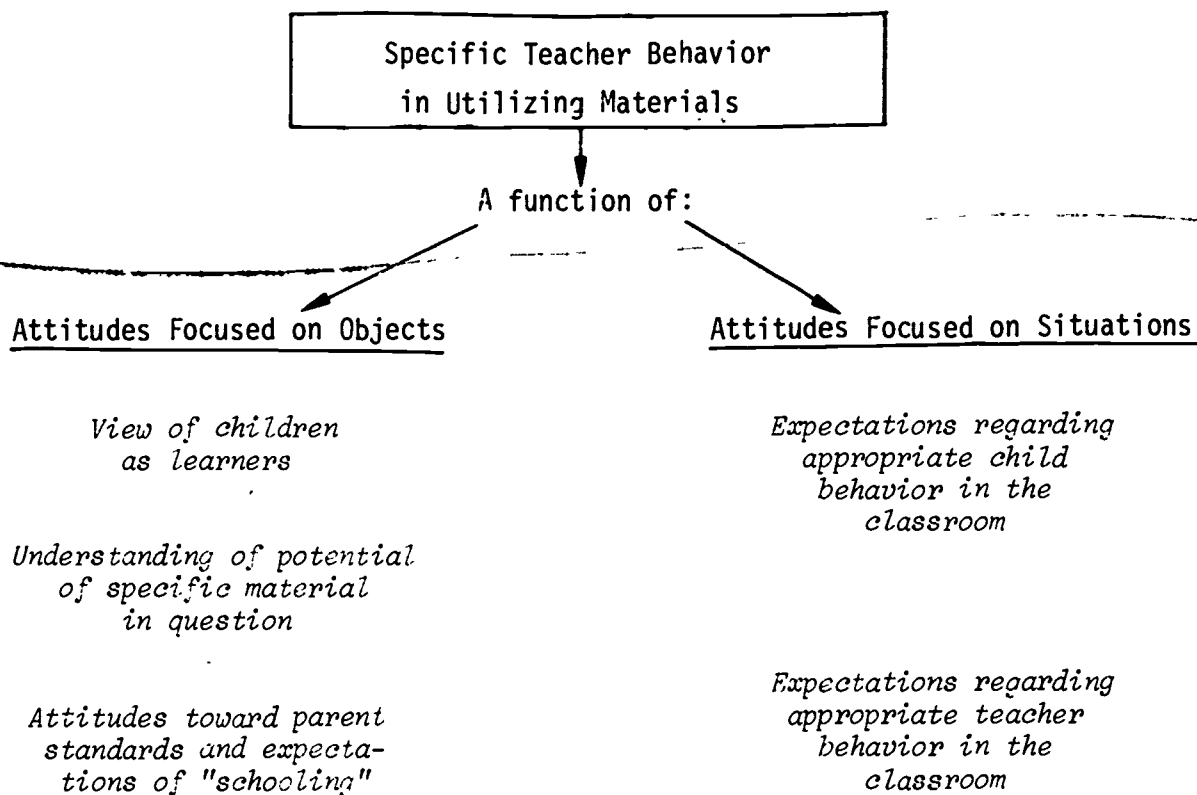 Specific Teacher Behavior
in Utilizing Materials
A function of:
Attitudes Focused on Objects
View of children
as learners
Understanding of potential
of specific material
in question
Attitudes toward parent
standards and expecta-
tions of "schooling"
Attitudes Focused on Situations
Expectations regarding
appropriate child
behavior in the
classroom
Expectations regarding
appropriate teacher
behavior in the
classroom